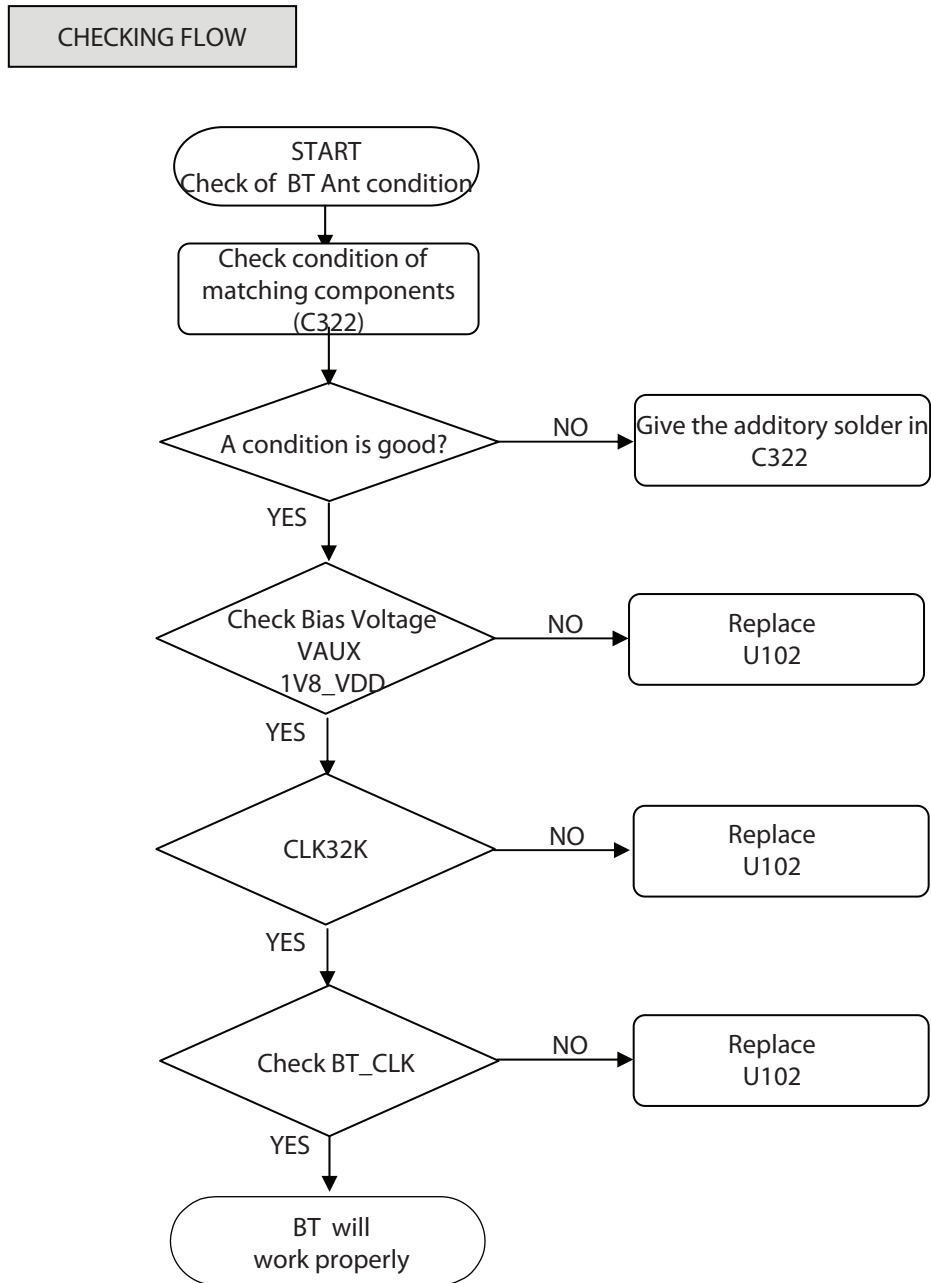 CHECKING FLOW
START
Check of BT Ant condition
Check condition of
matching components
(C322)
A condition is good?
NO
Give the additory solder in
C322
YES
Check Bias Voltage
VAUX
1V8_VDD
NO
Replace
U102
YES
CLK32K
NO
Replace
U102
YES
Check BT_CLK
NO
Replace
U102
YES
BT will
work properly